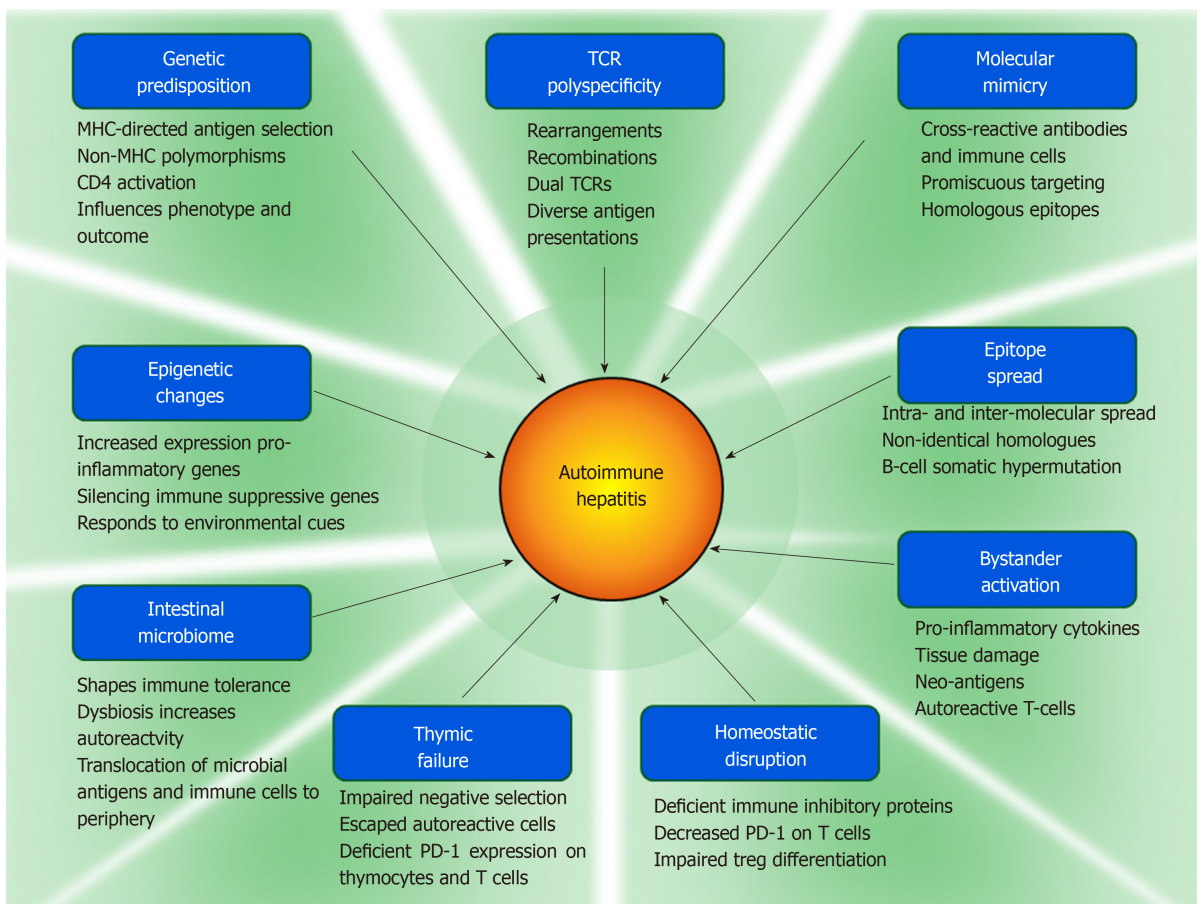 Genetic
predisposition
MHC-directed antigen selection
Non-MHC polymorphisms
CD4 activation
Influences phenotype and
outcome
TCR
polyspecificity
Rearrangements
Recombinations
Dual TCRs
Diverse antigen
presentations
Molecular
mimicry
Cross-reactive antibodies
and immune cells
Promiscuous targeting
Homologous epitopes
Epigenetic
changes
Increased expression pro-
inflammatory genes
Silencing immune suppressive genes
Responds to environmental cues
Autoimmune
hepatitis
Epitope
spread
Intra- and inter-molecular spread
Non-identical homologues
B-cell somatic hypermutation
Bystander
activation
Pro-inflammatory cytokines
Tissue damage
Neo-antigens
Autoreactive T-cells
Intestinal
microbiome
Shapes immune tolerance
Dysbiosis increases
autoreactvity
Translocation of microbial
antigens and immune cells to
periphery
Thymic
failure
Impaired negative selection
Escaped autoreactive cells
Deficient PD-1 expression on
thymocytes and T cells
Homeostatic
disruption
Deficient immune inhibitory proteins
Decreased PD-1 on T cells
Impaired treg differentiation